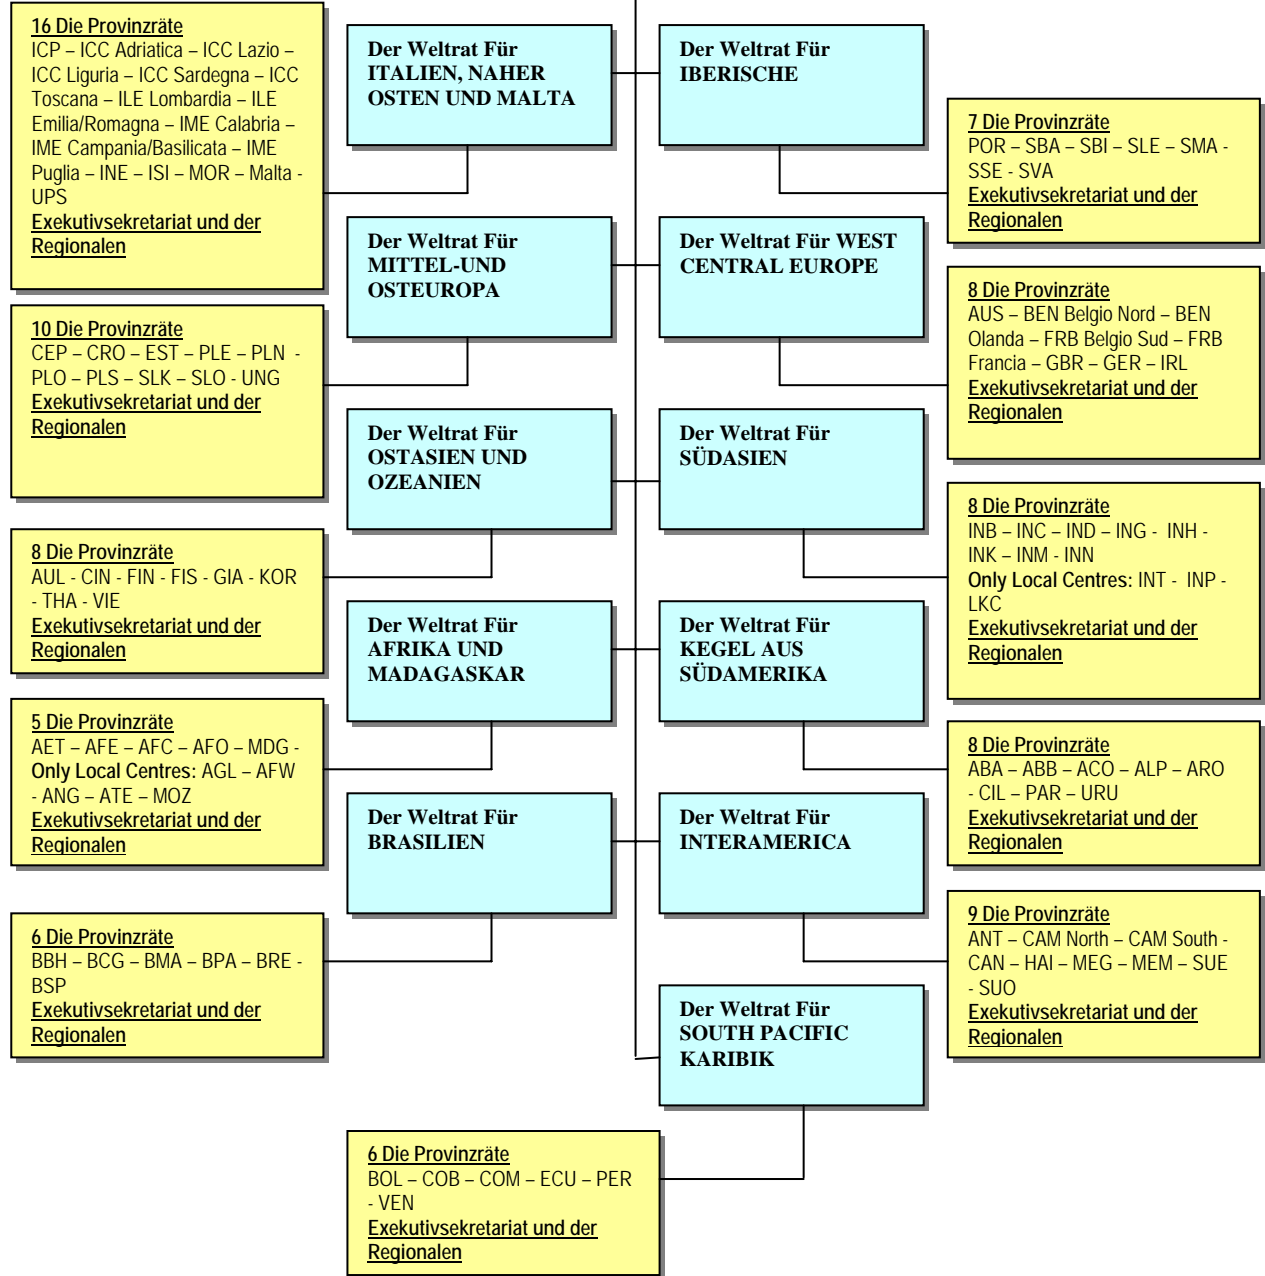 16 Die Provinzräte
ICP – ICC Adriatica – ICC Lazio –
ICC Liguria – ICC Sardegna – ICC
Toscana – ILE Lombardia – ILE
Emilia/Romagna – IME Calabria –
IME Campania/Basilicata – IME
Puglia – INE – ISI – MOR – Malta -
UPS
Exekutivsekretariat und der
Regionalen
Der Weltrat Für
ITALIEN, NAHER
OSTEN UND MALTA
Der Weltrat Für
IBERISCHE
7 Die Provinzräte
POR – SBA – SBI – SLE – SMA -
SSE - SVA
Exekutivsekretariat und der
Regionalen
10 Die Provinzräte
CEP – CRO – EST – PLE – PLN -
PLO – PLS – SLK – SLO - UNG
Exekutivsekretariat und der
Regionalen
Der Weltrat Für
MITTEL-UND
OSTEUROPA
Der Weltrat Für WEST
CENTRAL EUROPE
8 Die Provinzräte
AUS – BEN Belgio Nord – BEN
Olanda – FRB Belgio Sud – FRB
Francia – GBR – GER – IRL
Exekutivsekretariat und der
Regionalen
8 Die Provinzräte
AUL - CIN - FIN - FIS - GIA - KOR
- THA - VIE
Exekutivsekretariat und der
Regionalen
Der Weltrat Für
OSTASIEN UND
OZEANIEN
Der Weltrat Für
SÜDASIEN
8 Die Provinzräte
INB – INC – IND – ING - INH -
INK – INM - INN
Only Local Centres: INT - INP -
LKC
Exekutivsekretariat und der
Regionalen
5 Die Provinzräte
AET – AFE – AFC – AFO – MDG -
Only Local Centres: AGL – AFW
- ANG – ATE – MOZ
Exekutivsekretariat und der
Regionalen
Der Weltrat Für
AFRIKA UND
MADAGASKAR
Der Weltrat Für
KEGEL AUS
SÜDAMERIKA
8 Die Provinzräte
ABA – ABB – ACO – ALP – ARO
- CIL – PAR – URU
Exekutivsekretariat und der
Regionalen
6 Die Provinzräte
BBH – BCG – BMA – BPA – BRE -
BSP
Exekutivsekretariat und der
Regionalen
Der Weltrat Für
BRASILIEN
Der Weltrat Für
INTERAMERICA
9 Die Provinzräte
ANT – CAM North – CAM South -
CAN – HAI – MEG – MEM – SUE
- SUO
Exekutivsekretariat und der
Regionalen
Der Weltrat Für
SOUTH PACIFIC
KARIBIK
6 Die Provinzräte
BOL – COB – COM – ECU – PER
- VEN
Exekutivsekretariat und der
Regionalen